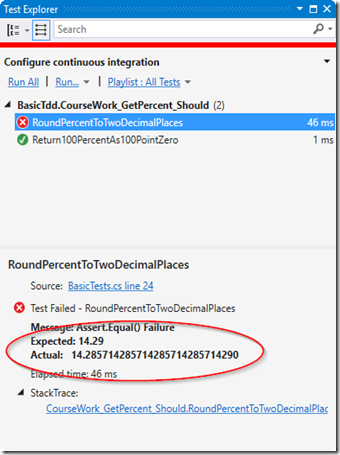 Test Explorer
Search
Configure continuous integration
Run All | Run... | Playlist : All Tests
BasicTdd.CourseWork_GetPercent_Should (2)
RoundPercentToTwoDecimalPlaces 46 ms
Return100PercentAs100PointZero 1 ms
RoundPercentToTwoDecimalPlaces
Source: BasicTests.cs line 24
Test Failed - RoundPercentToTwoDecimalPlaces
Message: Assert.Equal() Failure
Expected: 14.29
Actual: 14.285714285714285714285714290
Elapsed time: 46 ms
StackTrace:
CourseWork_GetPercent_Should.RoundPercentToTwoDecimalPlac